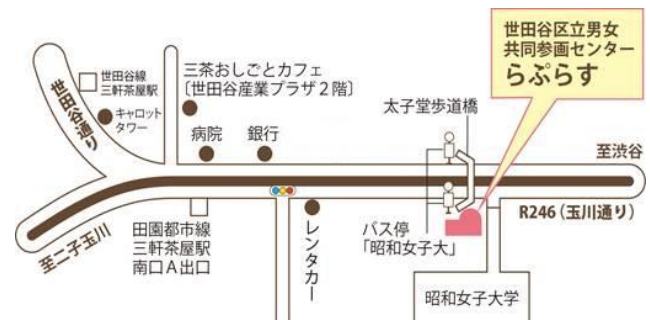 世田谷区立男女
共同参画センター
らぷらす
世田谷通り
世田谷線
三軒茶屋駅
キャロット
タワー
三茶おしごとカフェ
〔世田谷産業プラザ２階〕
病院
銀行
太子堂歩道橋
至渋谷
R246（玉川通り）
至二子玉川
田園都市線
三軒茶屋駅
南口Ａ出口
レンタカー
バス停
「昭和女子大」
昭和女子大学